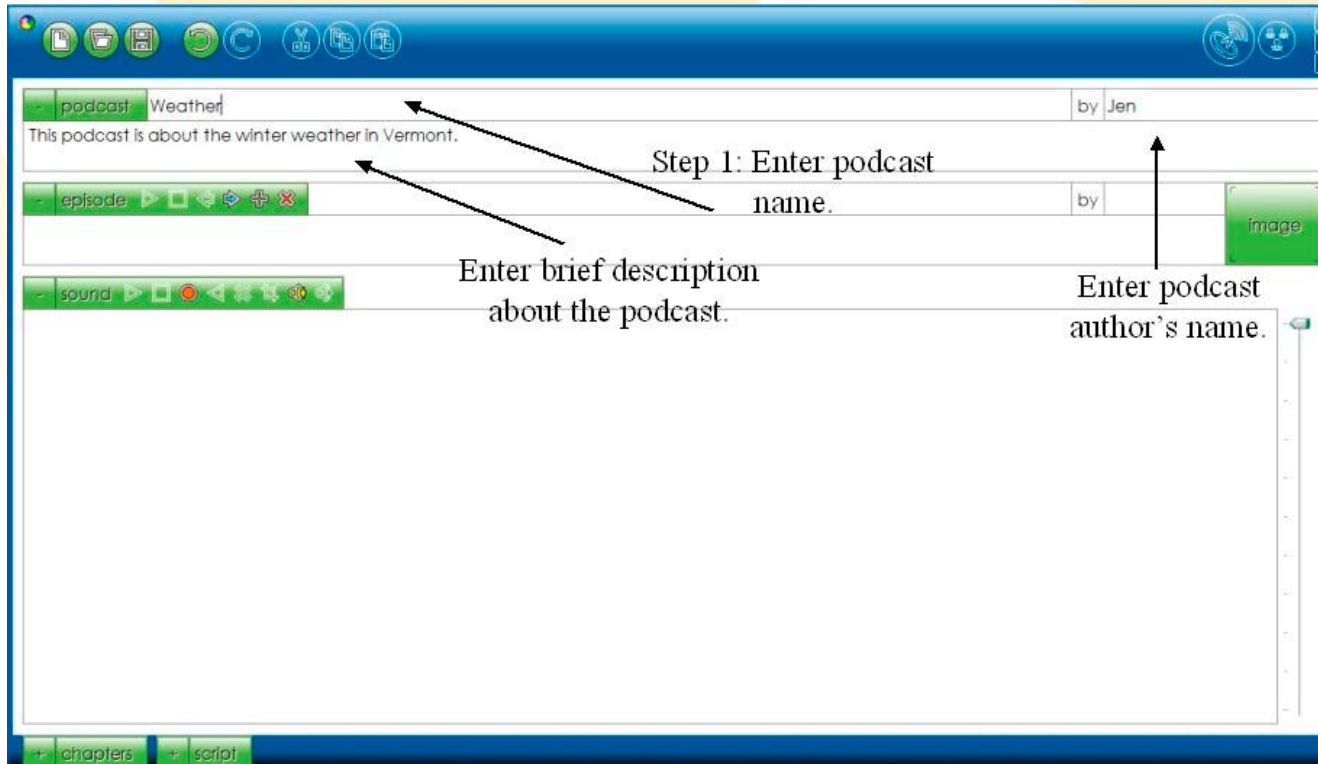 - podcast Weather by Jen
This podcast is about the winter weather in Vermont.
Step 1: Enter podcast
name.
- episode by
image
Enter brief description
about the podcast.
Enter podcast
author's name.
- sound
+ chapters + script